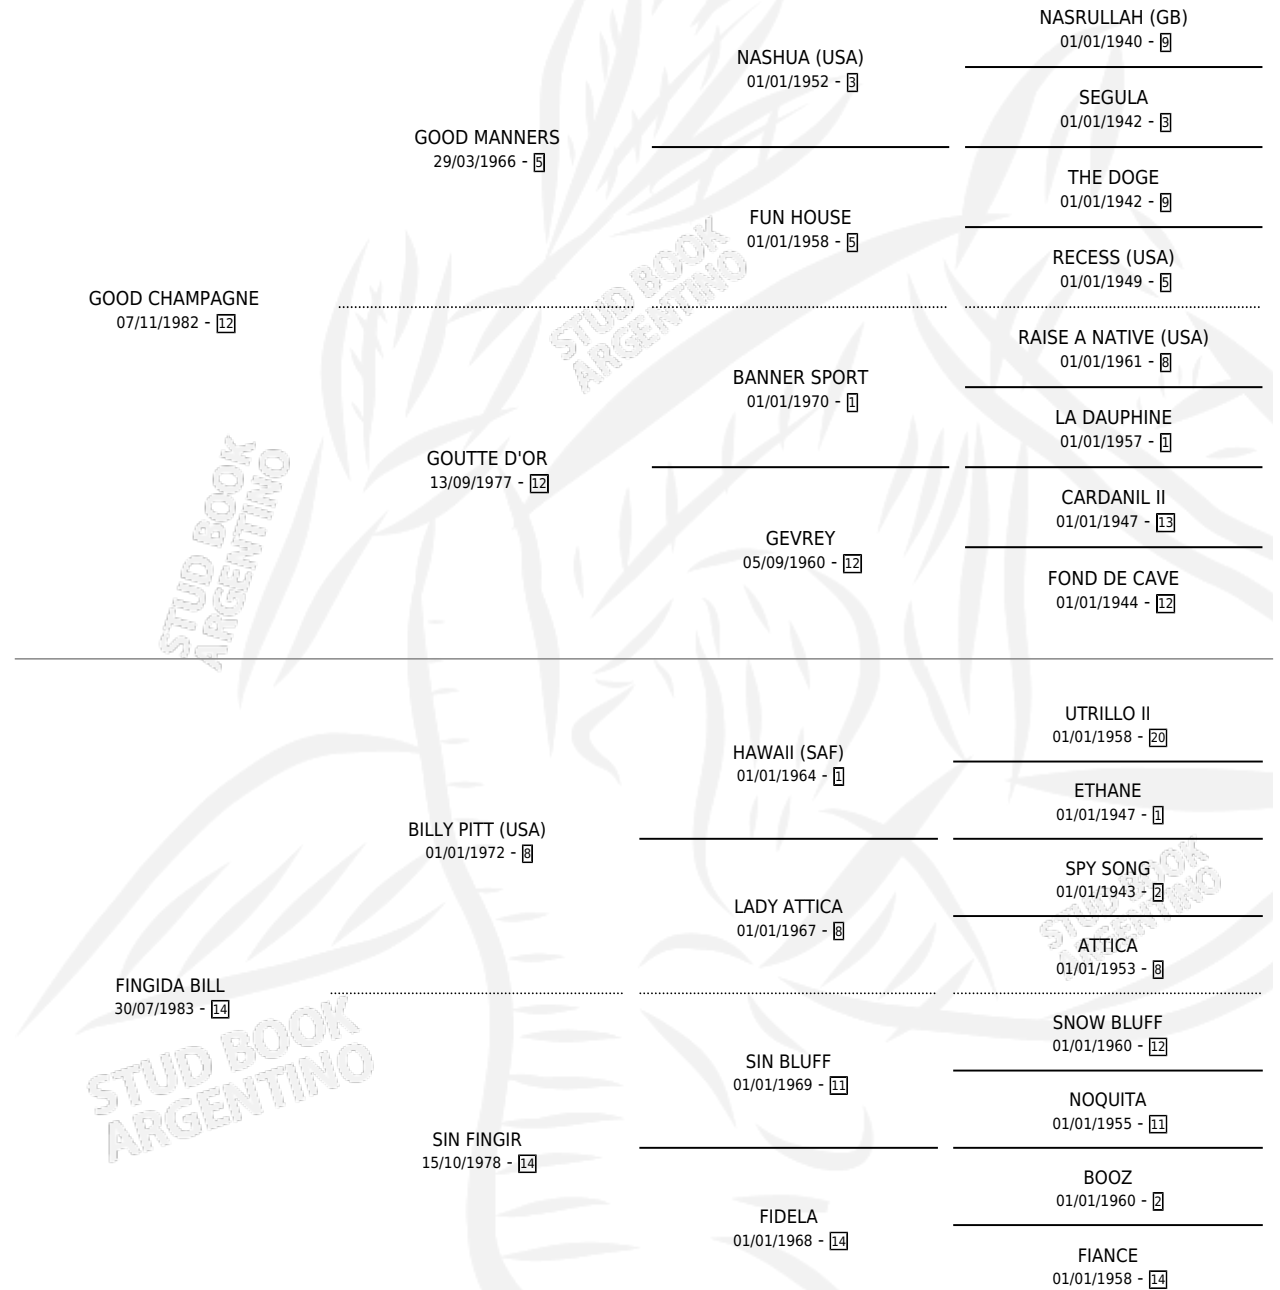 NASRULLAH (GB)
01/01/1940 - 9
NASHUA (USA)
01/01/1952 - 3
SEGULA
01/01/1942 - 3
GOOD MANNERS
29/03/1966 - 5
THE DOGE
01/01/1942 - 9
FUN HOUSE
01/01/1958 - 5
RECESS (USA)
01/01/1949 - 5
GOOD CHAMPAGNE
07/11/1982 - 12
RAISE A NATIVE (USA)
01/01/1961 - 8
BANNER SPORT
01/01/1970 - 1
LA DAUPHINE
01/01/1957 - 1
GOUTTE D'OR
13/09/1977 - 12
CARDANIL II
01/01/1947 - 13
GEVREY
05/09/1960 - 12
FOND DE CAVE
01/01/1944 - 12
UTRILLO II
01/01/1958 - 20
HAWAII (SAF)
01/01/1964 - 1
ETHANE
01/01/1947 - 1
BILLY PITT (USA)
01/01/1972 - 8
SPY SONG
01/01/1943 - 2
LADY ATTICA
01/01/1967 - 8
ATTICA
01/01/1953 - 8
FINGIDA BILL
30/07/1983 - 14
SNOW BLUFF
01/01/1960 - 12
SIN BLUFF
01/01/1969 - 11
NOQUITA
01/01/1955 - 11
SIN FINGIR
15/10/1978 - 14
BOOZ
01/01/1960 - 2
FIDELA
01/01/1968 - 14
FIANCE
01/01/1958 - 14
STUD BOOK
ARGENTINO
STUD BOOK
ARGENTINO
STUD BOOK
ARGENTINO
STUD BOOK
ARGENTINO